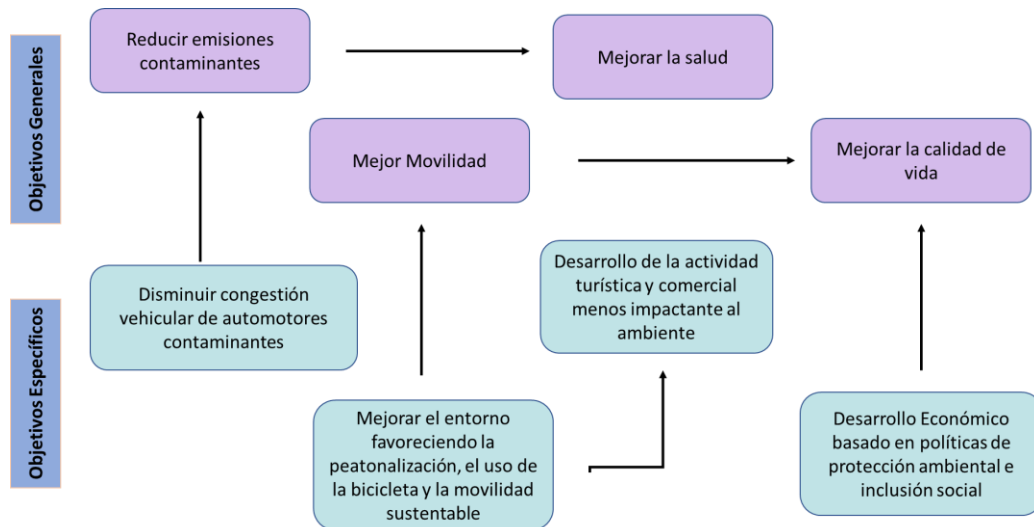 Objetivos Generales
Reducir emisiones
contaminantes
Mejorar la salud
Mejor Movilidad
Mejorar la calidad de
vida
Objetivos Específicos
Disminuir congestión
vehicular de automotores
contaminantes
Desarrollo de la actividad
turística y comercial
menos impactante al
ambiente
Mejorar el entorno
favoreciendo la
peatonalización, el uso de
la bicicleta y la movilidad
sustentable
Desarrollo Económico
basado en políticas de
protección ambiental e
inclusión social